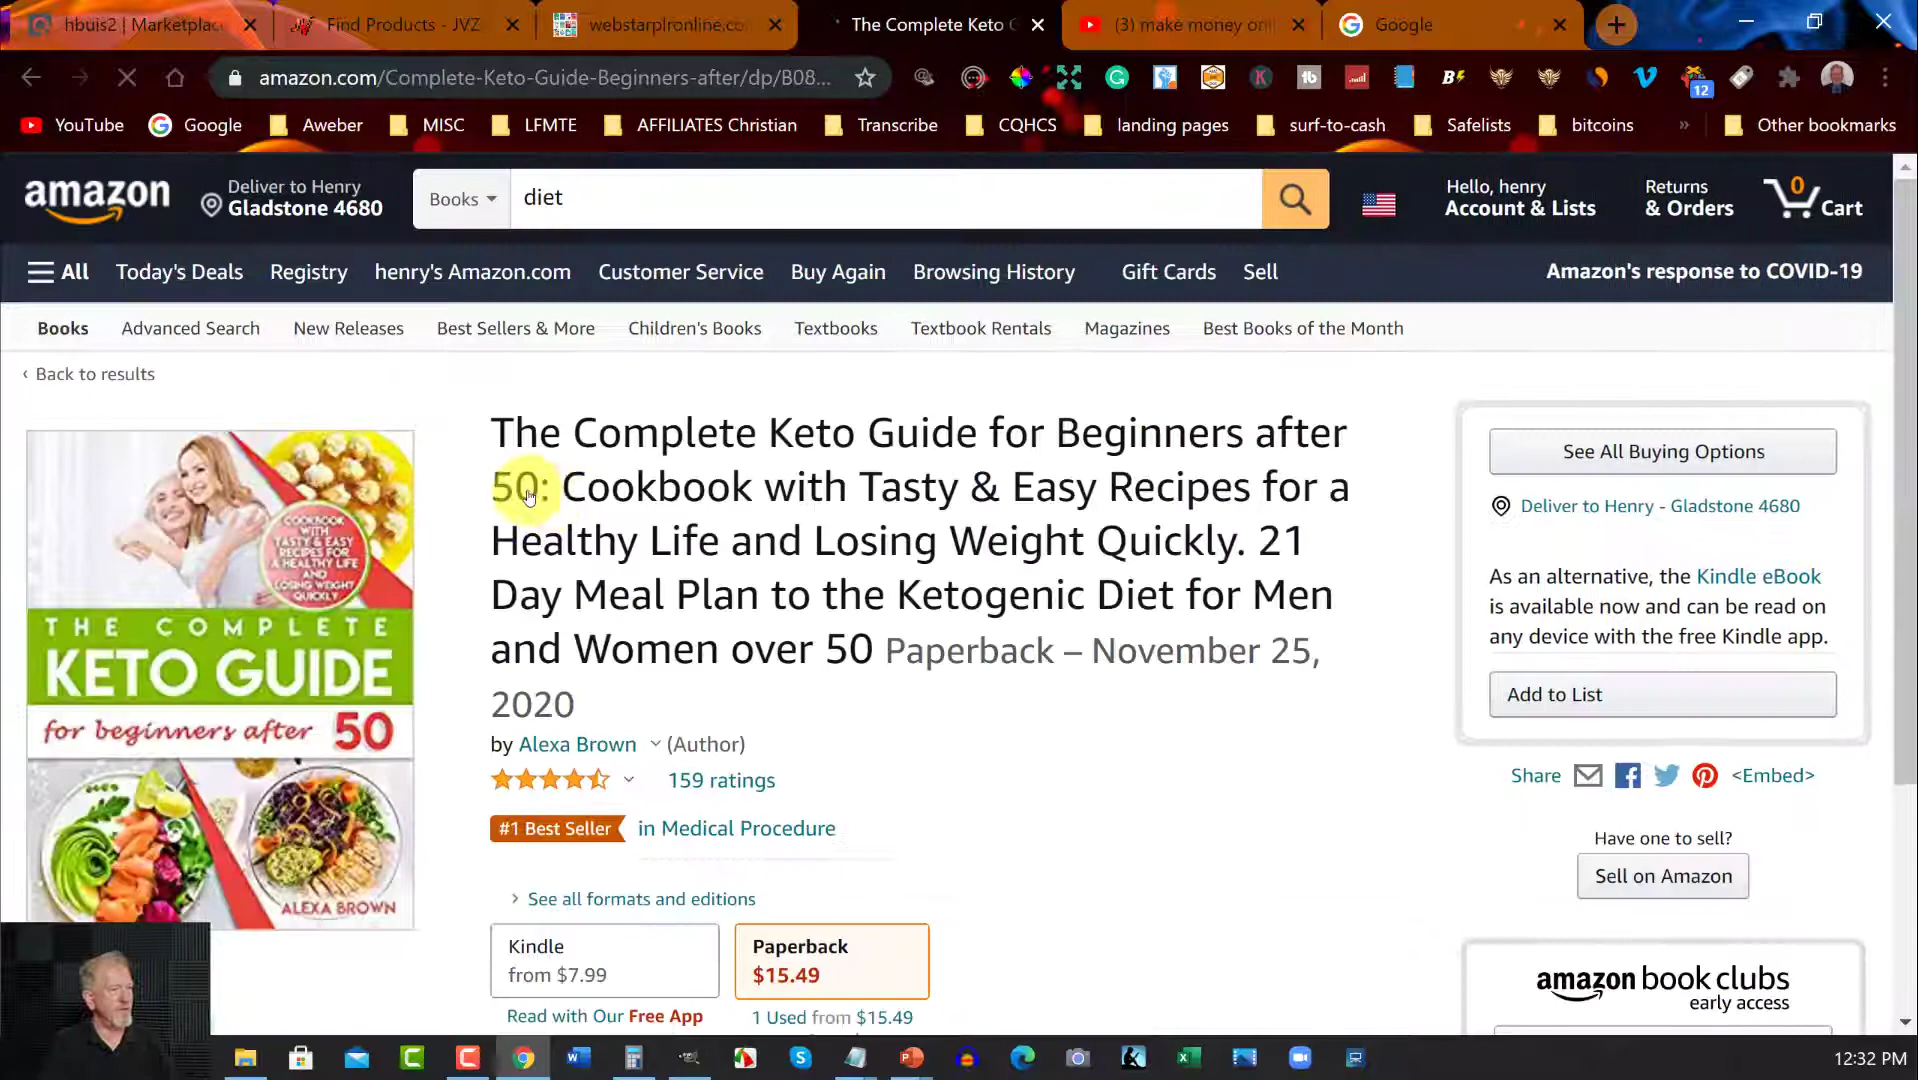 hbuis2 | Marketplac
Find Products - JVZ
webstarplronline.co
The Complete Keto G
(3) make money onl
Google
amazon.com/Complete-Keto-Guide-Beginners-after/dp/B08...
12
YouTube
Google
Aweber
MISC
LFMTE
AFFILIATES Christian
Transcribe
CQHCS
landing pages
surf-to-cash
Safelists
bitcoins
»
Other bookmarks
amazon
Deliver to Henry
Gladstone 4680
Books
diet
Hello, henry
Account & Lists
Returns
& Orders
0
Cart
All
Today's Deals
Registry
henry's Amazon.com
Customer Service
Buy Again
Browsing History
Gift Cards
Sell
Amazon's response to COVID-19
Books
Advanced Search
New Releases
Best Sellers & More
Children's Books
Textbooks
Textbook Rentals
Magazines
Best Books of the Month
‹ Back to results
COOKBOOK
WITH
TASTY & EASY
RECIPES FOR
A HEALTHY LIFE
AND
LOSING WEIGHT
QUICKLY
THE COMPLETE
KETO GUIDE
for beginners after 50
ALEXA BROWN
The Complete Keto Guide for Beginners after
50: Cookbook with Tasty & Easy Recipes for a
Healthy Life and Losing Weight Quickly. 21
Day Meal Plan to the Ketogenic Diet for Men
and Women over 50 Paperback – November 25,
2020
by Alexa Brown (Author)
159 ratings
#1 Best Seller in Medical Procedure
› See all formats and editions
Kindle
from $7.99
Read with Our Free App
Paperback
$15.49
1 Used from $15.49
See All Buying Options
Deliver to Henry - Gladstone 4680
As an alternative, the Kindle eBook
is available now and can be read on
any device with the free Kindle app.
Add to List
Share
<Embed>
Have one to sell?
Sell on Amazon
amazon book clubs
early access
12:32 PM